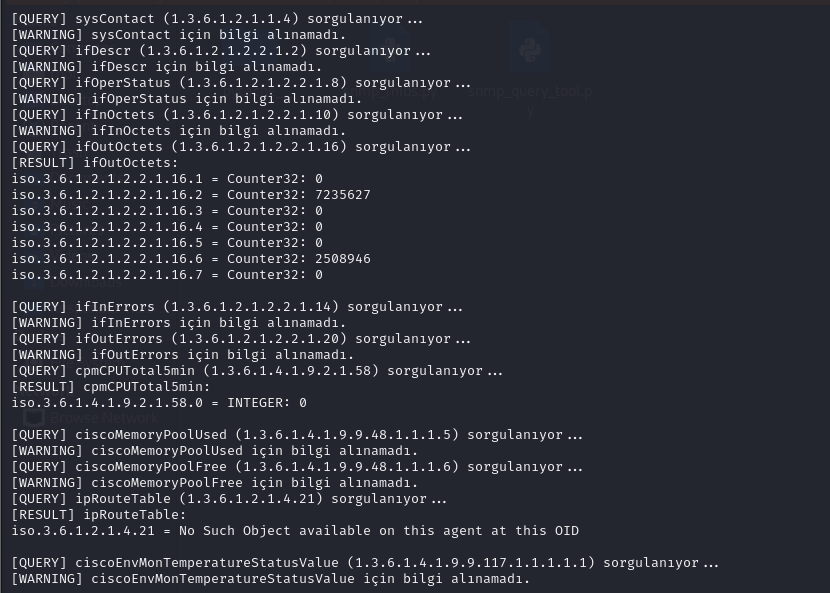 [QUERY] sysContact (1.3.6.1.2.1.1.4) sorgulanıyor...
[WARNING] sysContact için bilgi alınamadı.
[QUERY] ifDescr (1.3.6.1.2.1.2.2.1.2) sorgulanıyor...
[WARNING] ifDescr için bilgi alınamadı.
[QUERY] ifOperStatus (1.3.6.1.2.1.2.2.1.8) sorgulanıyor...
[WARNING] ifOperStatus için bilgi alınamadı.
[QUERY] ifInOctets (1.3.6.1.2.1.2.2.1.10) sorgulanıyor...
[WARNING] ifInOctets için bilgi alınamadı.
[QUERY] ifOutOctets (1.3.6.1.2.1.2.2.1.16) sorgulanıyor...
[RESULT] ifOutOctets:
iso.3.6.1.2.1.2.2.1.16.1 = Counter32: 0
iso.3.6.1.2.1.2.2.1.16.2 = Counter32: 7235627
iso.3.6.1.2.1.2.2.1.16.3 = Counter32: 0
iso.3.6.1.2.1.2.2.1.16.4 = Counter32: 0
iso.3.6.1.2.1.2.2.1.16.5 = Counter32: 0
iso.3.6.1.2.1.2.2.1.16.6 = Counter32: 2508946
iso.3.6.1.2.1.2.2.1.16.7 = Counter32: 0
[QUERY] ifInErrors (1.3.6.1.2.1.2.2.1.14) sorgulanıyor...
[WARNING] ifInErrors için bilgi alınamadı.
[QUERY] ifOutErrors (1.3.6.1.2.1.2.2.1.20) sorgulanıyor...
[WARNING] ifOutErrors için bilgi alınamadı.
[QUERY] cpmCPUTotal5min (1.3.6.1.4.1.9.2.1.58) sorgulanıyor...
[RESULT] cpmCPUTotal5min:
iso.3.6.1.4.1.9.2.1.58.0 = INTEGER: 0
Browse Network
[QUERY] ciscoMemoryPoolUsed (1.3.6.1.4.1.9.9.48.1.1.1.5) sorgulanıyor...
[WARNING] ciscoMemoryPoolUsed için bilgi alınamadı.
[QUERY] ciscoMemoryPoolFree (1.3.6.1.4.1.9.9.48.1.1.1.6) sorgulanıyor...
[WARNING] ciscoMemoryPoolFree için bilgi alınamadı.
[QUERY] ipRouteTable (1.3.6.1.2.1.4.21) sorgulanıyor...
[RESULT] ipRouteTable:
iso.3.6.1.2.1.4.21 = No Such Object available on this agent at this OID
[QUERY] ciscoEnvMonTemperatureStatusValue (1.3.6.1.4.1.9.9.117.1.1.1.1.1) sorgulanıyor...
[WARNING] ciscoEnvMonTemperatureStatusValue için bilgi alınamadı.